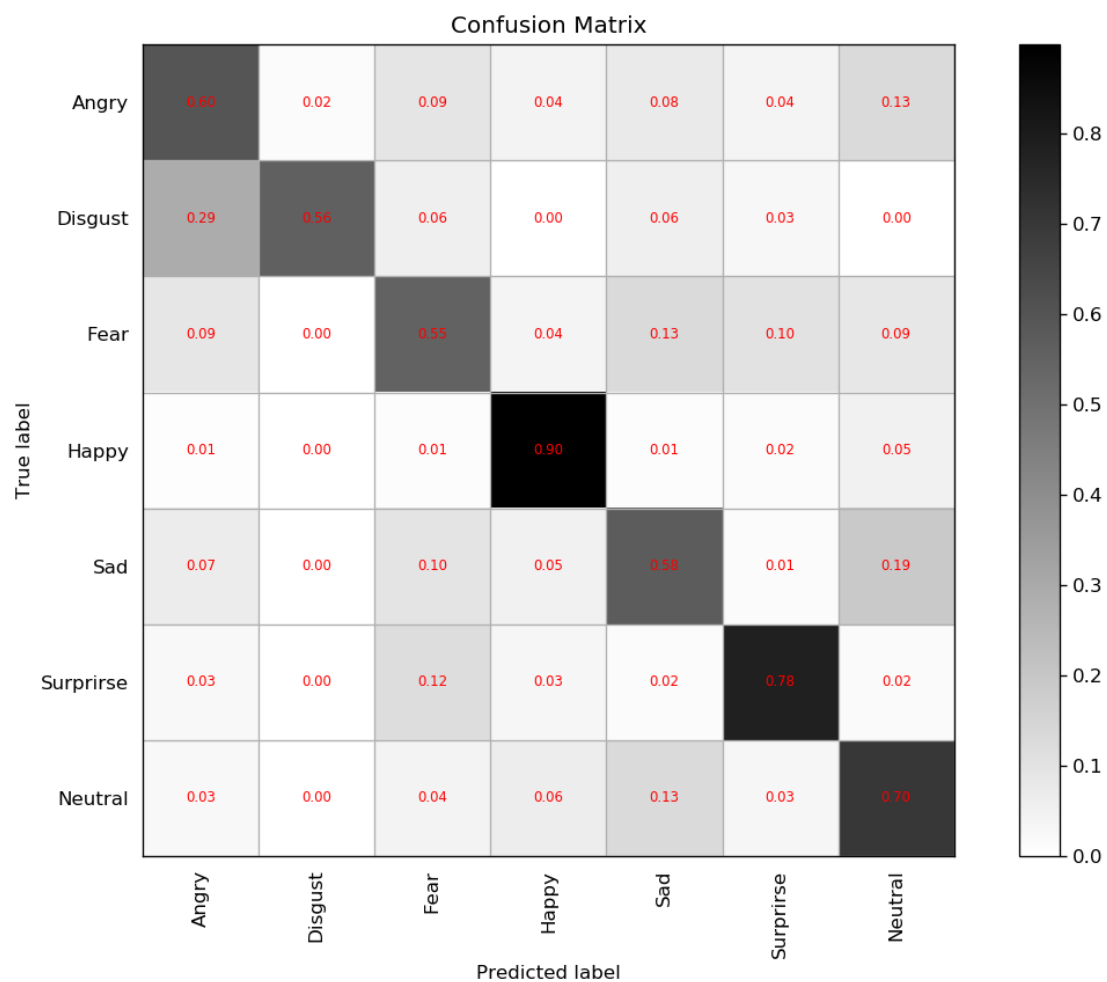 Confusion Matrix
Angry 0.60 0.02 0.09 0.04 0.08 0.04 0.13
Disgust 0.29 0.56 0.06 0.00 0.06 0.03 0.00
Fear 0.09 0.00 0.55 0.04 0.13 0.10 0.09
Happy 0.01 0.00 0.01 0.90 0.01 0.02 0.05
Sad 0.07 0.00 0.10 0.05 0.58 0.01 0.19
Surprirse 0.03 0.00 0.12 0.03 0.02 0.78 0.02
Neutral 0.03 0.00 0.04 0.06 0.13 0.03 0.70
True label
Angry Disgust Fear Happy Sad Surprirse Neutral
Predicted label
0.8
0.7
0.6
0.5
0.4
0.3
0.2
0.1
0.0